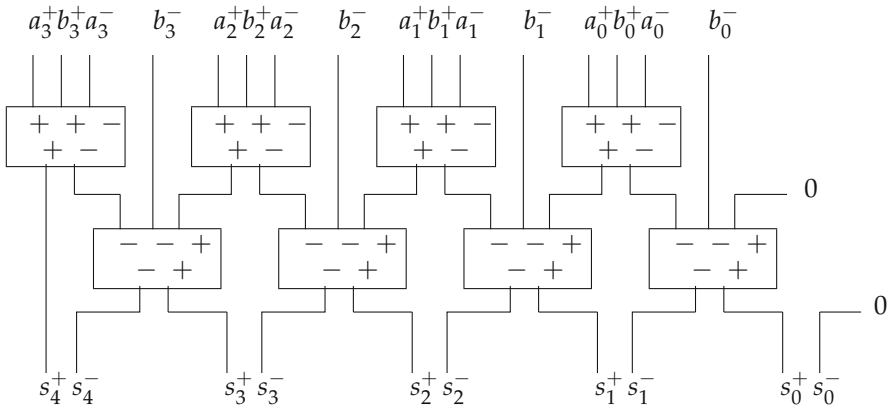 a₃⁺ b₃⁺ a₃⁻ b₃⁻ a₂⁺ b₂⁺ a₂⁻ b₂⁻ a₁⁺ b₁⁺ a₁⁻ b₁⁻ a₀⁺ b₀⁺ a₀⁻ b₀⁻
+ + − + + − + + − + + −
+ − + − + − + −
0
− − + − − + − − + − − +
− + − + − + − +
0
s₄⁺ s₄⁻ s₃⁺ s₃⁻ s₂⁺ s₂⁻ s₁⁺ s₁⁻ s₀⁺ s₀⁻